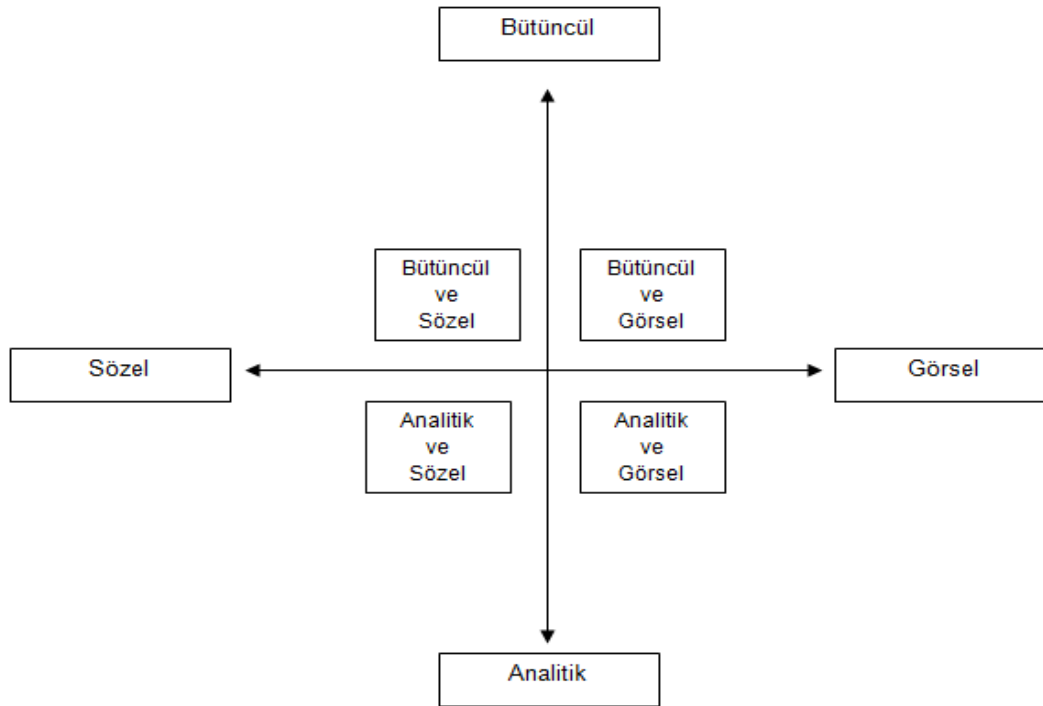 Bütüncül
Bütüncül
ve
Sözel
Bütüncül
ve
Görsel
Sözel
Görsel
Analitik
ve
Sözel
Analitik
ve
Görsel
Analitik